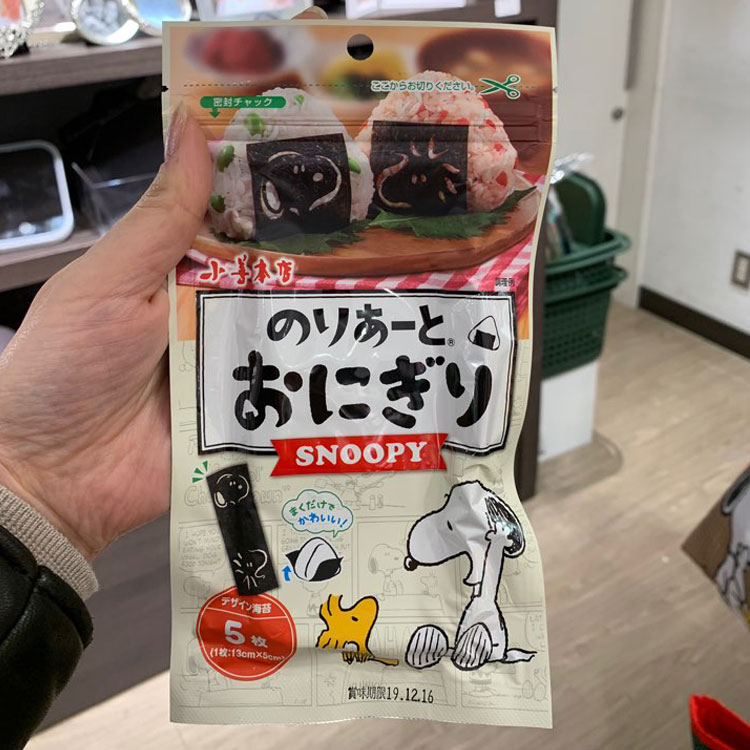 ここからお切りください。
密封チャック
小善本店
調理例
のりあーと®
おにぎり
SNOOPY
まくだけで
かわいい!
デザイン海苔
5枚
(1枚:13cm×5cm)
賞味期限19.12.16